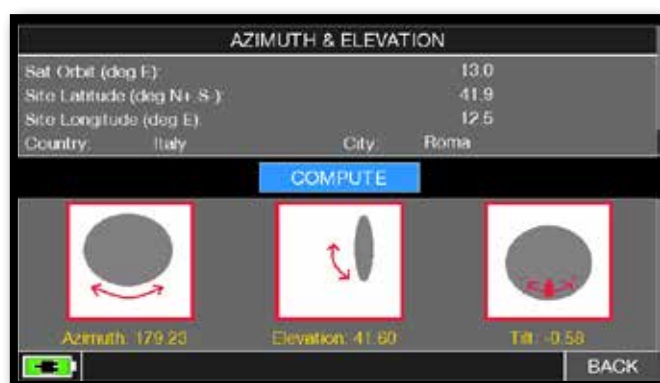 AZIMUTH & ELEVATION
Sat Orbit (deg E): 13.0
Site Latitude (deg N+ S-): 41.9
Site Longitude (deg E): 12.5
Country: Italy City: Roma
COMPUTE
Azimuth: 179.23 Elevation: 41.60 Tilt: -0.58
BACK